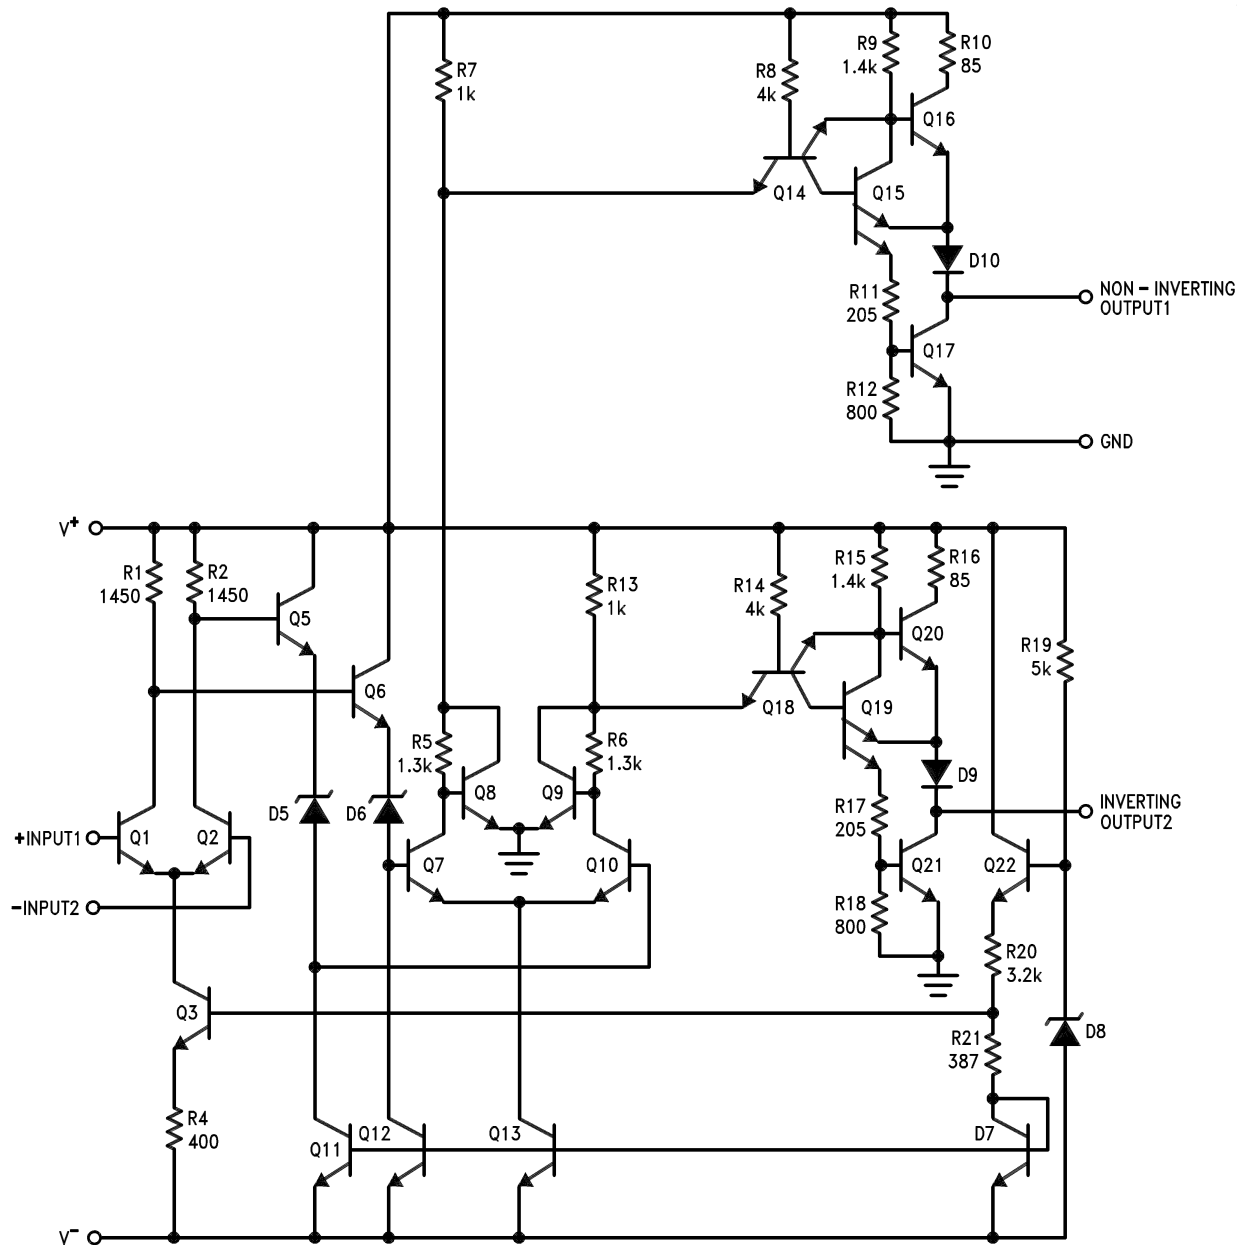 R7
1k
R8
4k
R9
1.4k
R10
85
Q16
Q14
Q15
D10
R11
205
NON - INVERTING
OUTPUT1
Q17
R12
800
GND
V+
R1
1450
R2
1450
Q5
Q6
R13
1k
R14
4k
R15
1.4k
R16
85
Q20
R19
5k
Q18
Q19
R5
1.3k
R6
1.3k
Q8
Q9
D9
D5
D6
R17
205
INVERTING
OUTPUT2
+INPUT1
Q1
Q2
Q7
Q10
Q21
Q22
-INPUT2
R18
800
R20
3.2k
Q3
D8
R21
387
R4
400
Q11
Q12
Q13
D7
V-